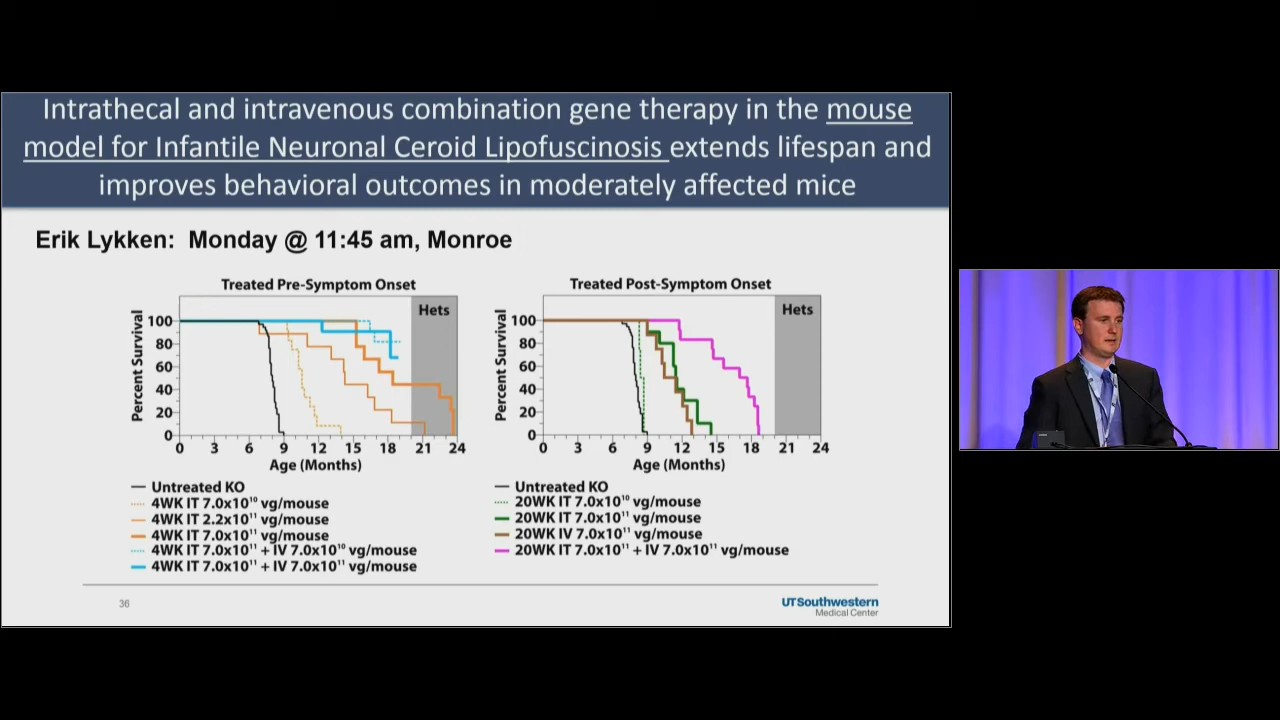 Intrathecal and intravenous combination gene therapy in the mouse
model for Infantile Neuronal Ceroid Lipofuscinosis extends lifespan and
improves behavioral outcomes in moderately affected mice
Erik Lykken: Monday @ 11:45 am, Monroe
Treated Pre-Symptom Onset
Hets
Percent Survival
100
80
60
40
20
0
0 3 6 9 12 15 18 21 24
Age (Months)
Untreated KO
4WK IT 7.0x10¹⁰ vg/mouse
4WK IT 2.2x10¹¹ vg/mouse
4WK IT 7.0x10¹¹ vg/mouse
4WK IT 7.0x10¹¹ + IV 7.0x10¹⁰ vg/mouse
4WK IT 7.0x10¹¹ + IV 7.0x10¹¹ vg/mouse
Treated Post-Symptom Onset
Hets
Percent Survival
100
80
60
40
20
0
0 3 6 9 12 15 18 21 24
Age (Months)
Untreated KO
20WK IT 7.0x10¹⁰ vg/mouse
20WK IT 7.0x10¹¹ vg/mouse
20WK IV 7.0x10¹¹ vg/mouse
20WK IT 7.0x10¹¹ + IV 7.0x10¹¹ vg/mouse
36
UTSouthwestern
Medical Center